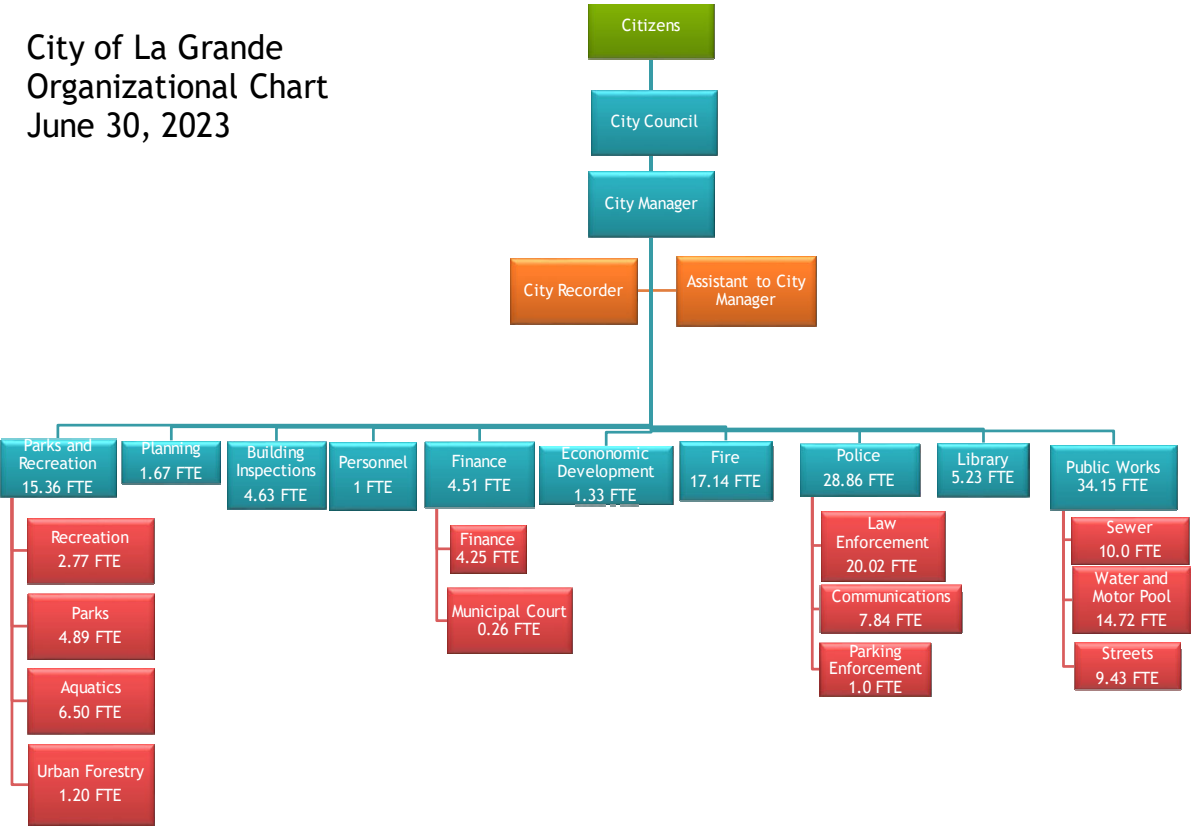 City of La Grande
Organizational Chart
June 30, 2023
Citizens
City Council
City Manager
City Recorder
Assistant to City
Manager
Parks and
Recreation
15.36 FTE
Planning
1.67 FTE
Building
Inspections
4.63 FTE
Personnel
1 FTE
Finance
4.51 FTE
Econonomic
Development
1.33 FTE
Fire
17.14 FTE
Police
28.86 FTE
Library
5.23 FTE
Public Works
34.15 FTE
Recreation
2.77 FTE
Parks
4.89 FTE
Aquatics
6.50 FTE
Urban Forestry
1.20 FTE
Finance
4.25 FTE
Municipal Court
0.26 FTE
Law
Enforcement
20.02 FTE
Communications
7.84 FTE
Parking
Enforcement
1.0 FTE
Sewer
10.0 FTE
Water and
Motor Pool
14.72 FTE
Streets
9.43 FTE